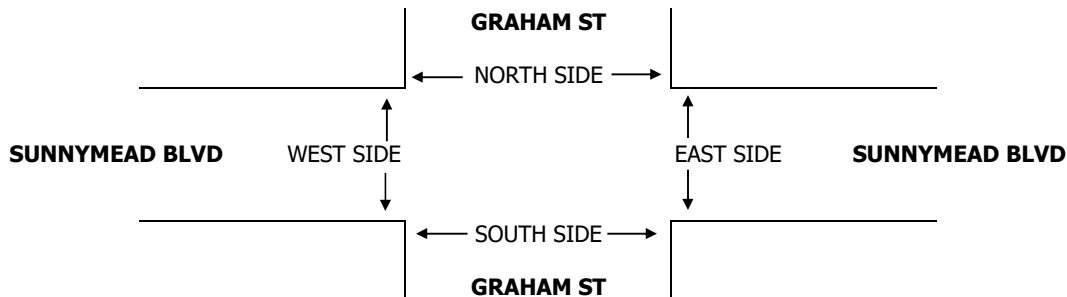 GRAHAM ST
NORTH SIDE
SUNNYMEAD BLVD WEST SIDE EAST SIDE SUNNYMEAD BLVD
SOUTH SIDE
GRAHAM ST